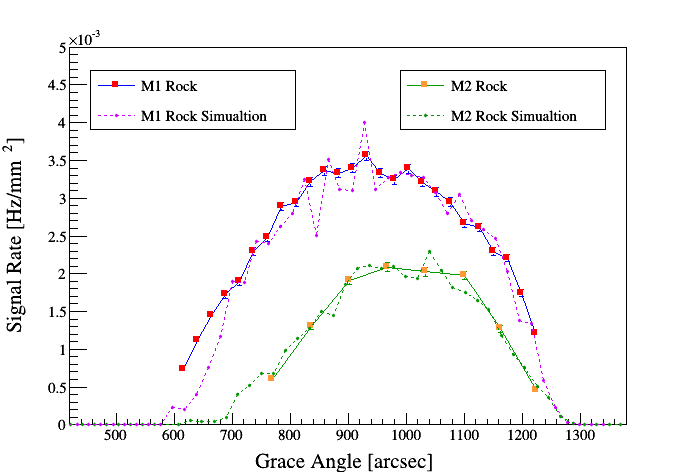 ×10⁻³
5
4.5
4
3.5
3
2.5
2
1.5
1
0.5
0
M1 Rock
M1 Rock Simualtion
M2 Rock
M2 Rock Simualtion
Signal Rate [Hz/mm ²]
500 600 700 800 900 1000 1100 1200 1300
Grace Angle [arcsec]